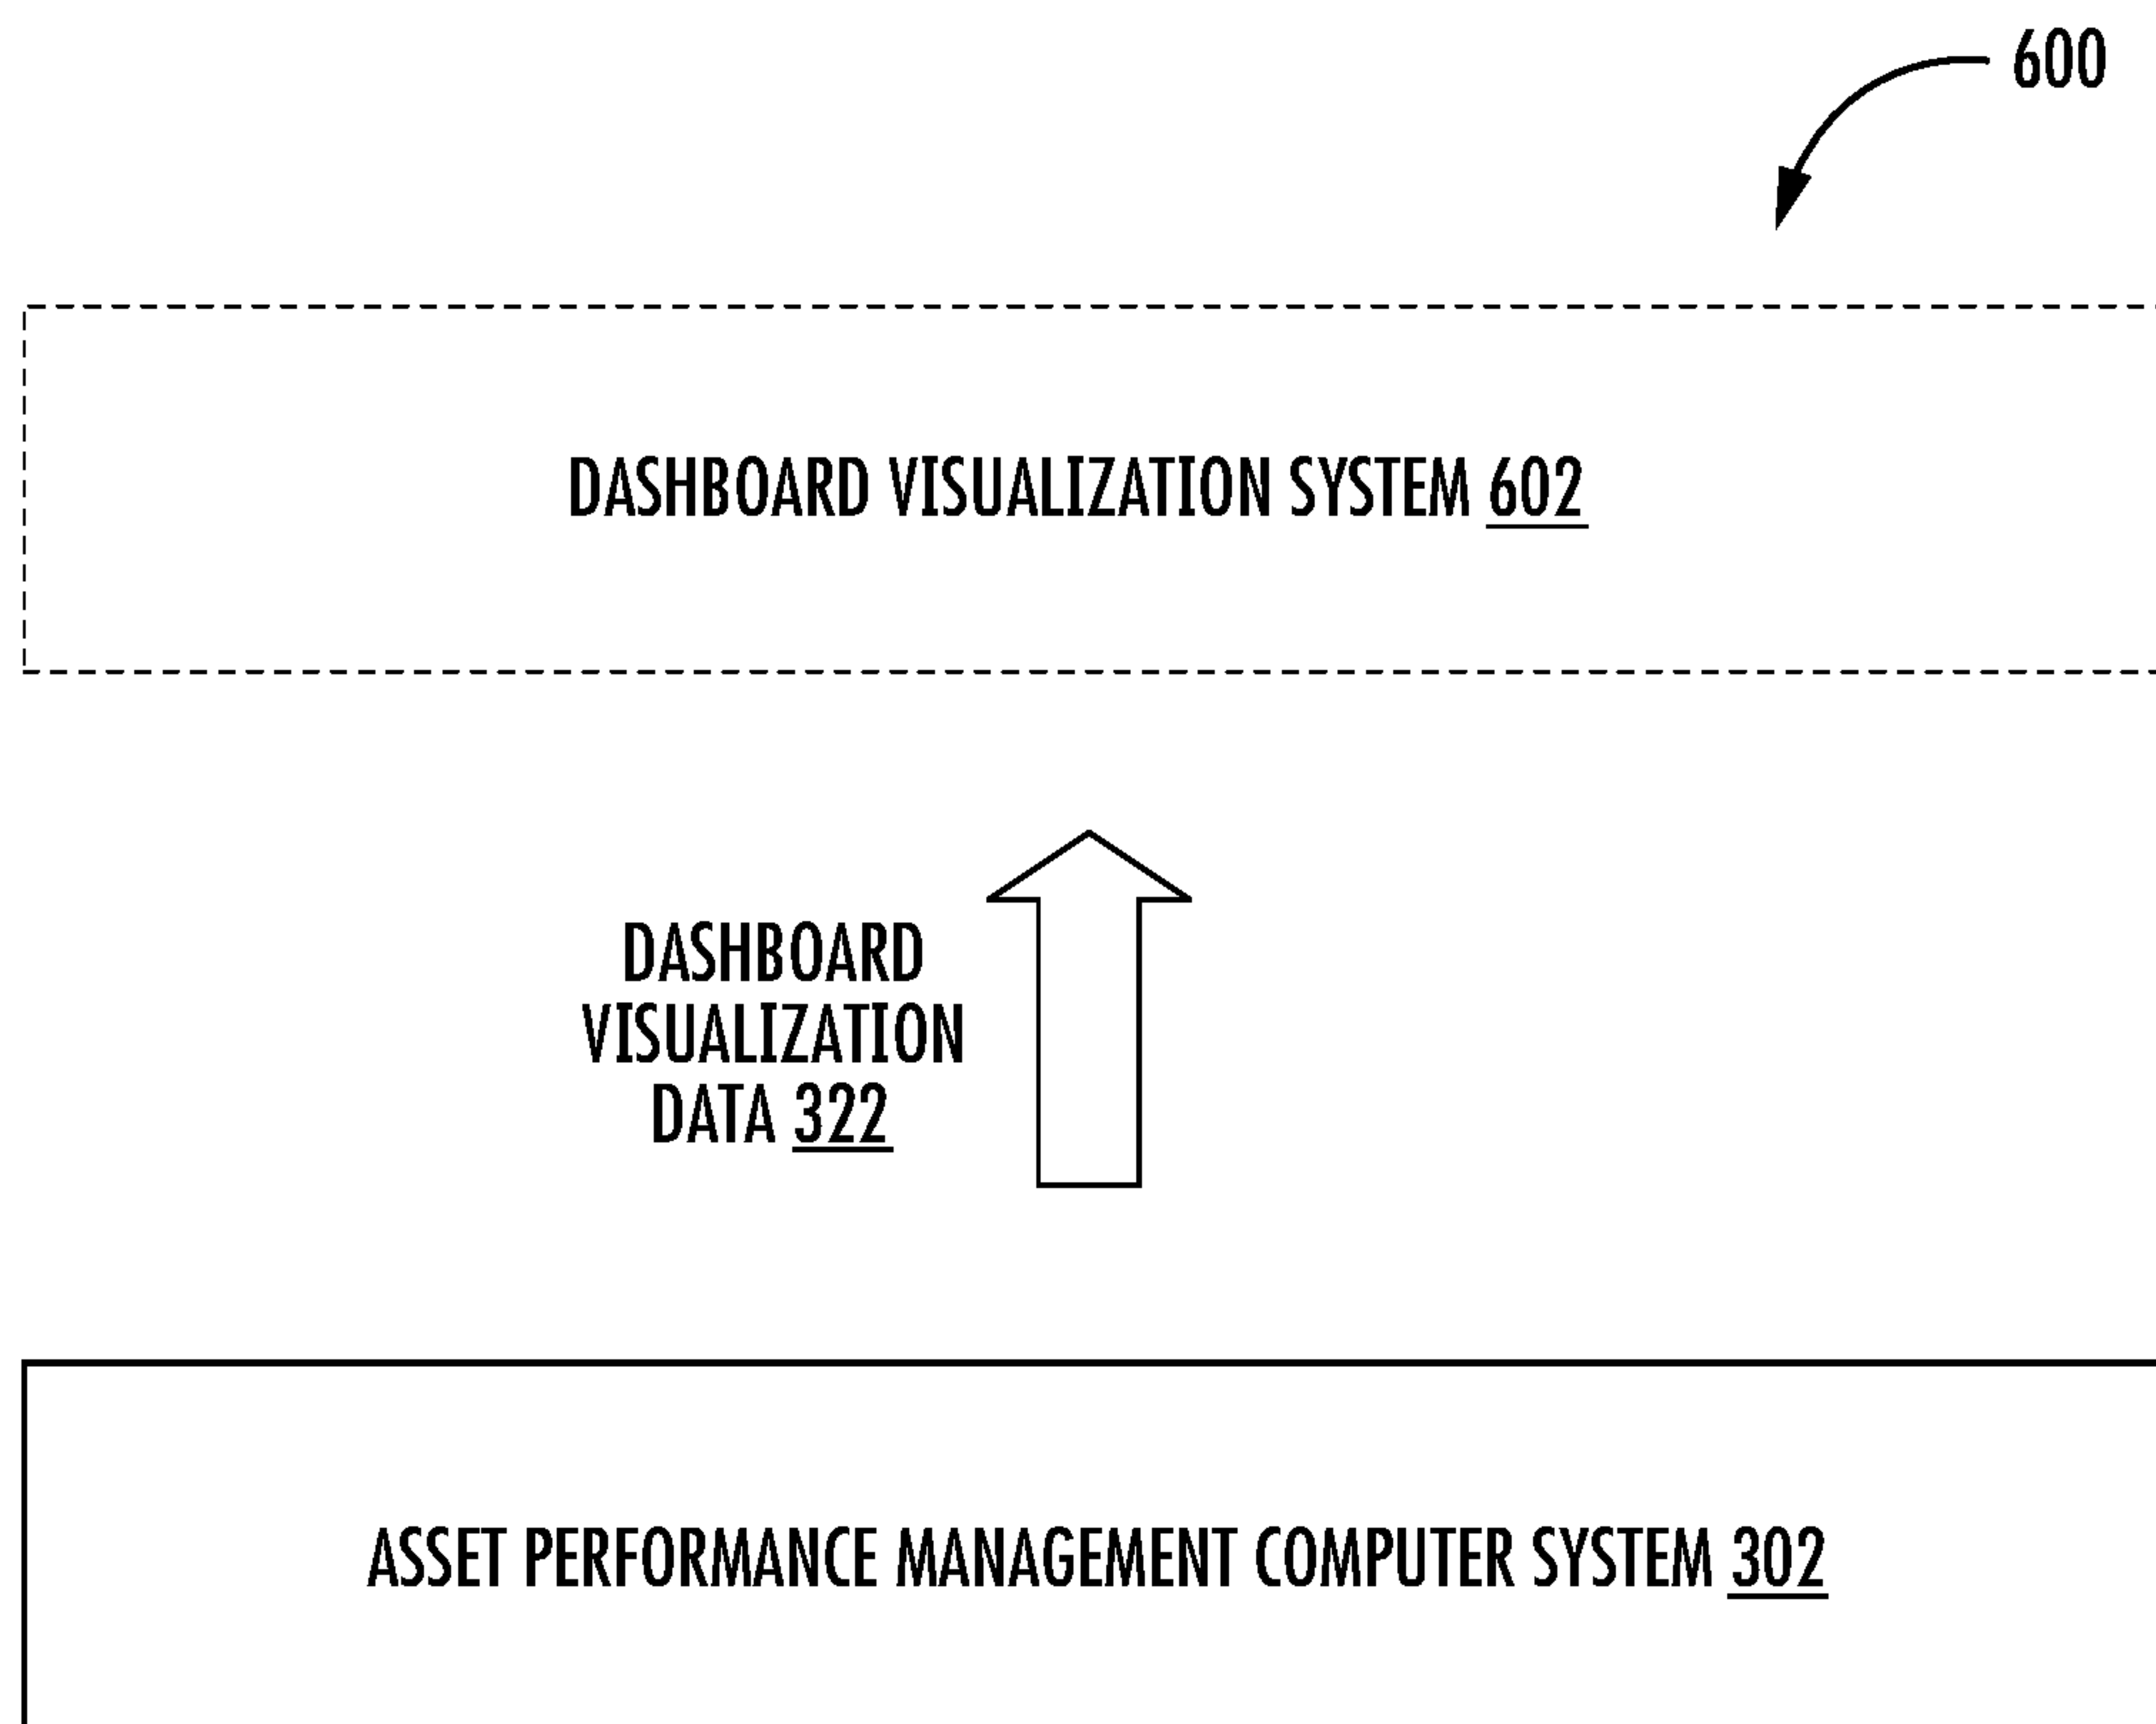 600
DASHBOARD VISUALIZATION SYSTEM 602
DASHBOARD
VISUALIZATION
DATA 322
ASSET PERFORMANCE MANAGEMENT COMPUTER SYSTEM 302